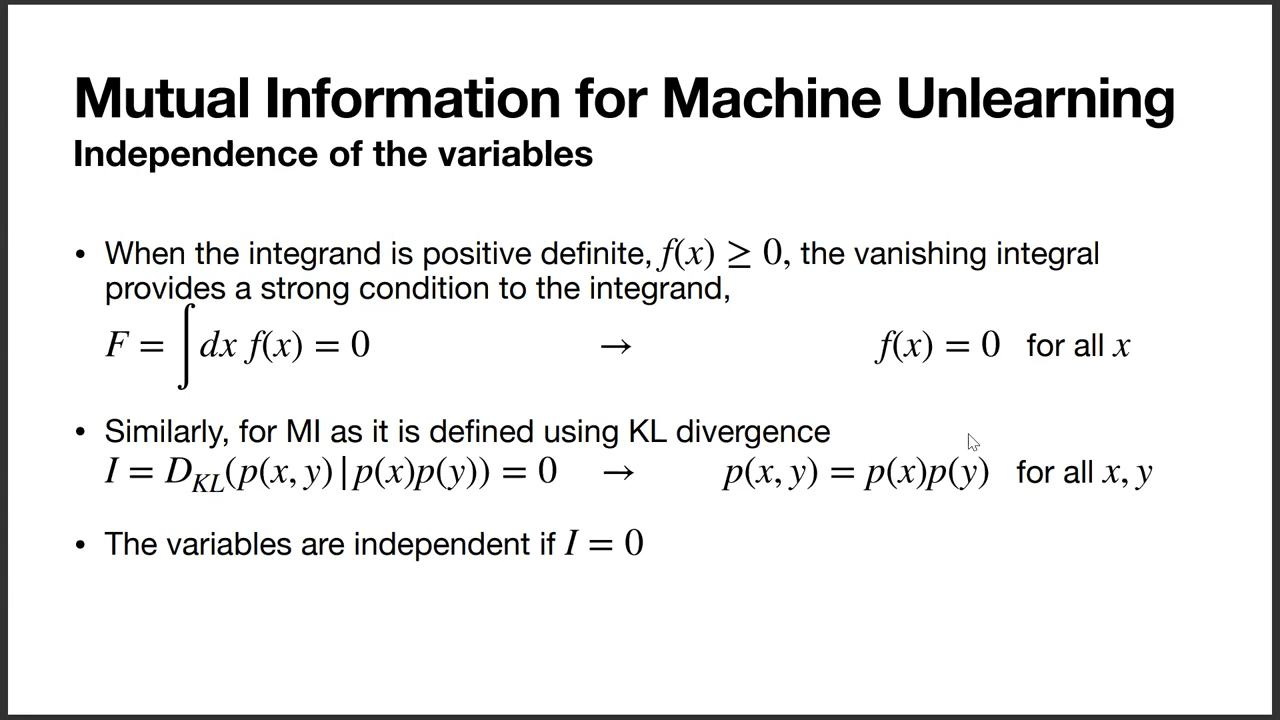 Mutual Information for Machine Unlearning
Independence of the variables
• When the integrand is positive definite, f(x) ≥ 0, the vanishing integral
provides a strong condition to the integrand,
F = ∫ dx f(x) = 0 → f(x) = 0 for all x
• Similarly, for MI as it is defined using KL divergence
I = D_KL(p(x, y) | p(x)p(y)) = 0 → p(x, y) = p(x)p(y) for all x, y
• The variables are independent if I = 0